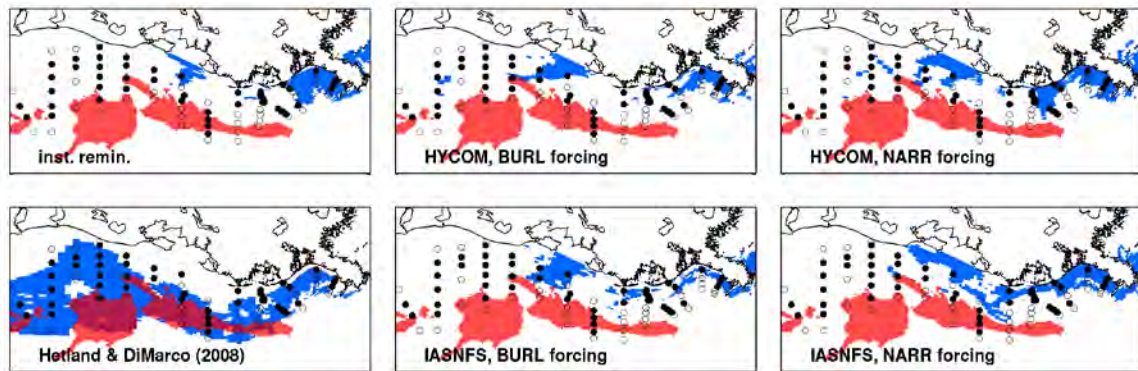 inst. remin.
HYCOM, BURL forcing
HYCOM, NARR forcing
Hetland & DiMarco (2008)
IASNFS, BURL forcing
IASNFS, NARR forcing